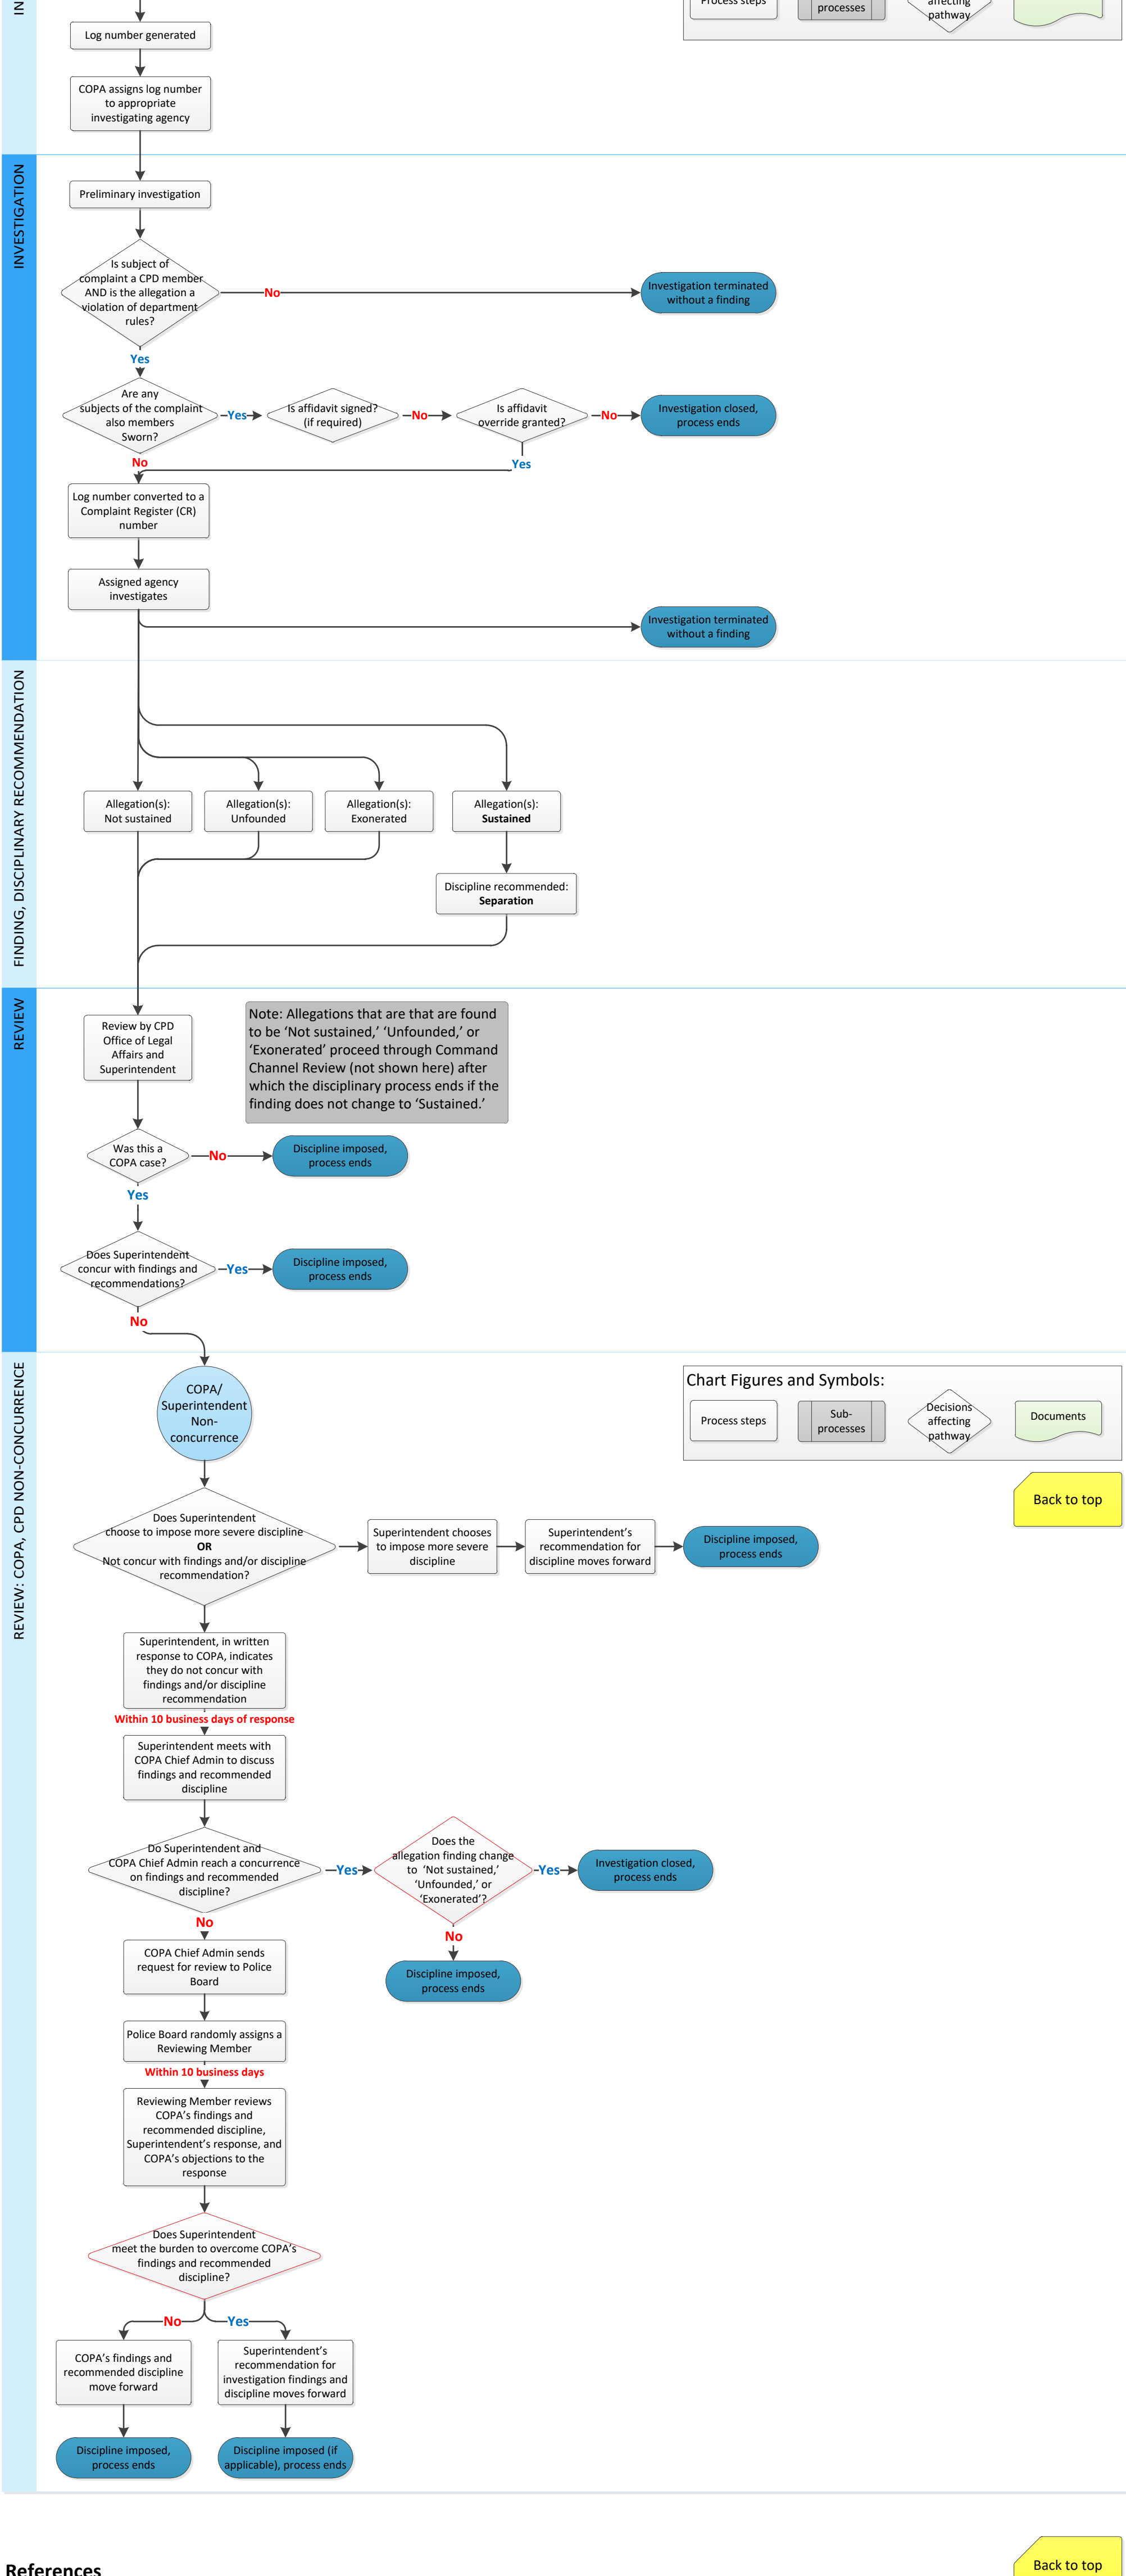 IN
Process steps
processes
affecting
pathway
Log number generated
COPA assigns log number
to appropriate
investigating agency
INVESTIGATION
Preliminary investigation
Is subject of
complaint a CPD member
AND is the allegation a
violation of department
rules?
No
Investigation terminated
without a finding
Yes
Are any
subjects of the complaint
also members
Sworn?
Yes
Is affidavit signed?
(if required)
No
Is affidavit
override granted?
No
Investigation closed,
process ends
No
Yes
Log number converted to a
Complaint Register (CR)
number
Assigned agency
investigates
Investigation terminated
without a finding
FINDING, DISCIPLINARY RECOMMENDATION
Allegation(s):
Not sustained
Allegation(s):
Unfounded
Allegation(s):
Exonerated
Allegation(s):
Sustained
Discipline recommended:
Separation
REVIEW
Review by CPD
Office of Legal
Affairs and
Superintendent
Note: Allegations that are that are found
to be ‘Not sustained,’ ‘Unfounded,’ or
‘Exonerated’ proceed through Command
Channel Review (not shown here) after
which the disciplinary process ends if the
finding does not change to ‘Sustained.’
Was this a
COPA case?
No
Discipline imposed,
process ends
Yes
Does Superintendent
concur with findings and
recommendations?
Yes
Discipline imposed,
process ends
No
REVIEW: COPA, CPD NON-CONCURRENCE
COPA/
Superintendent
Non-
concurrence
Chart Figures and Symbols:
Process steps
Sub-
processes
Decisions
affecting
pathway
Documents
Back to top
Does Superintendent
choose to impose more severe discipline
OR
Not concur with findings and/or discipline
recommendation?
Superintendent chooses
to impose more severe
discipline
Superintendent’s
recommendation for
discipline moves forward
Discipline imposed,
process ends
Superintendent, in written
response to COPA, indicates
they do not concur with
findings and/or discipline
recommendation
Within 10 business days of response
Superintendent meets with
COPA Chief Admin to discuss
findings and recommended
discipline
Do Superintendent and
COPA Chief Admin reach a concurrence
on findings and recommended
discipline?
Yes
Does the
allegation finding change
to ‘Not sustained,’
‘Unfounded,’ or
‘Exonerated’?
Yes
Investigation closed,
process ends
No
No
Discipline imposed,
process ends
COPA Chief Admin sends
request for review to Police
Board
Police Board randomly assigns a
Reviewing Member
Within 10 business days
Reviewing Member reviews
COPA’s findings and
recommended discipline,
Superintendent’s response, and
COPA’s objections to the
response
Does Superintendent
meet the burden to overcome COPA’s
findings and recommended
discipline?
No
Yes
COPA’s findings and
recommended discipline
move forward
Superintendent’s
recommendation for
investigation findings and
discipline moves forward
Discipline imposed,
process ends
Discipline imposed (if
applicable), process ends
Back to top
References